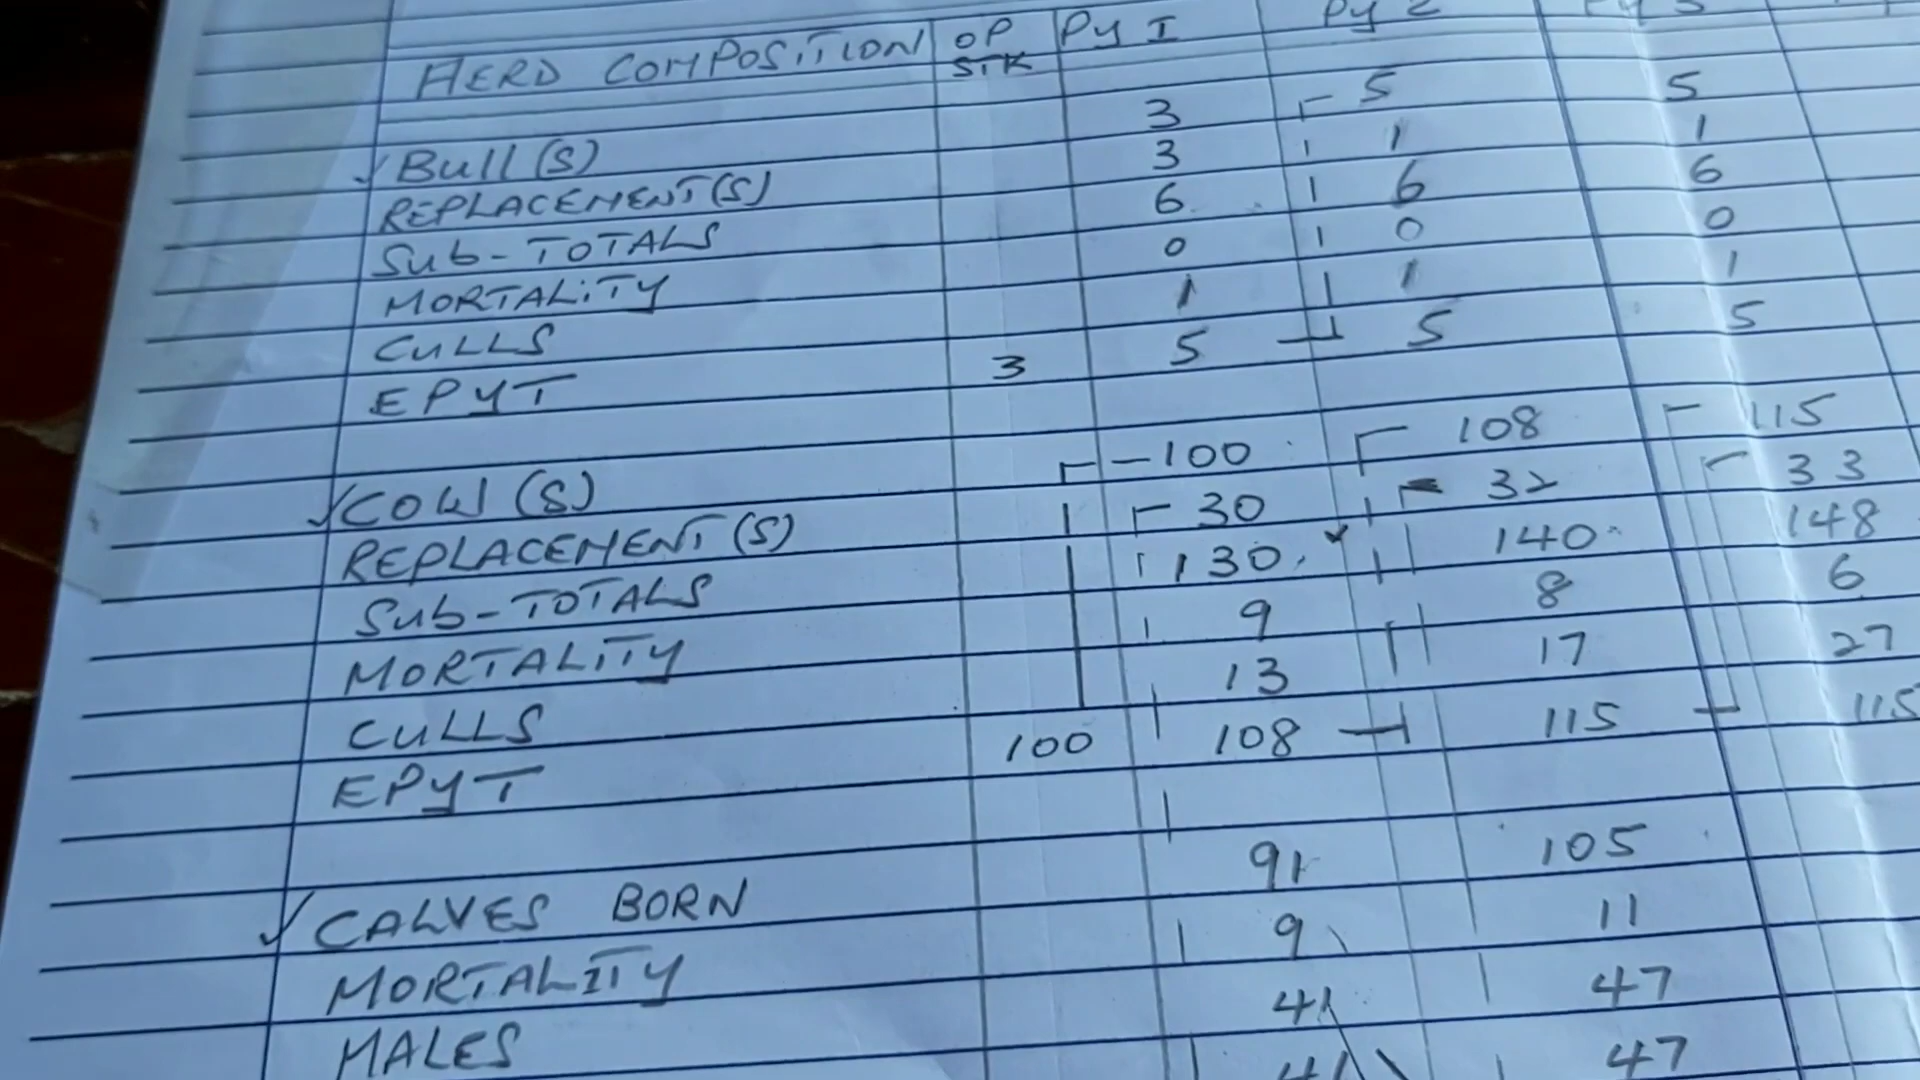 HERD COMPOSITION OP STK PY I PY 2
Bull(S) 3 5 5
REPLACEMENT(S) 3 1 1
Sub-TOTALS 6 6 6
MORTALITY 0 0 0
CULLS 1 1 1
EPYT 3 5 5 5
COW(S) 100 108 115
REPLACEMENT(S) 30 32 33
Sub-TOTALS 130 140 148
MORTALITY 9 8 6
CULLS 13 17 27
EPYT 100 108 115 115
CALVES BORN 91 105
MORTALITY 9 11
MALES 41 47
41 47